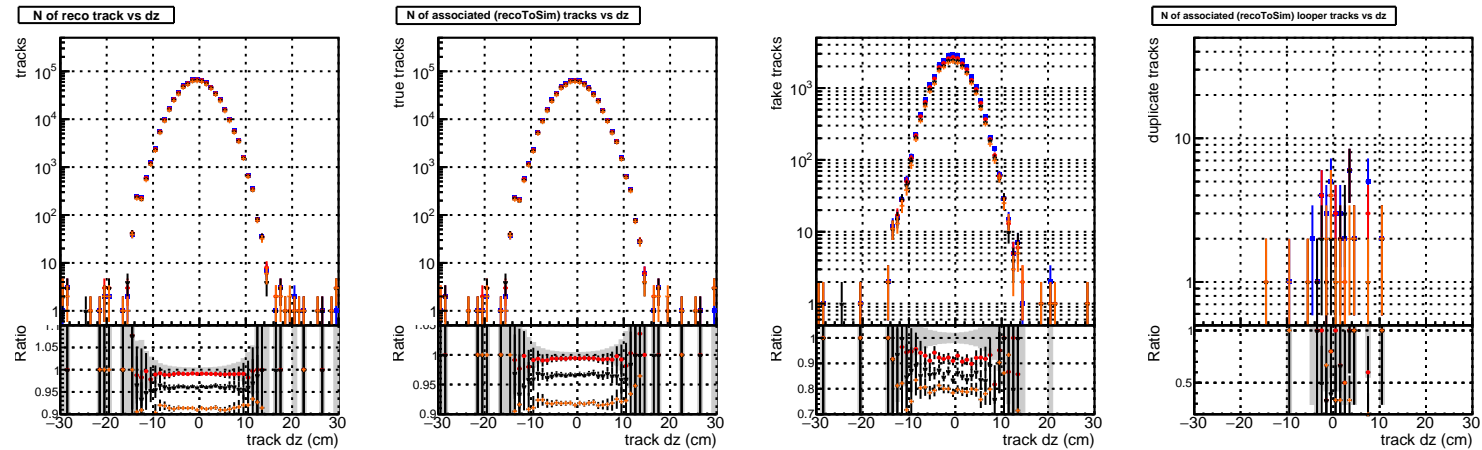 N of reco track vs dz
tracks
10^5
10^4
10^3
10^2
10
1
Ratio
1.1
1.05
1
0.95
0.9
−30 −20 −10 0 10 20 30
track dz (cm)
N of associated (recoToSim) tracks vs dz
true tracks
10^5
10^4
10^3
10^2
10
1
Ratio
1.05
1
0.95
0.9
−30 −20 −10 0 10 20 30
track dz (cm)
fake tracks
10^3
10^2
10
1
Ratio
1
0.9
0.8
0.7
−30 −20 −10 0 10 20 30
track dz (cm)
N of associated (recoToSim) looper tracks vs dz
duplicate tracks
10
1
Ratio
1
0.5
−30 −20 −10 0 10 20 30
track dz (cm)